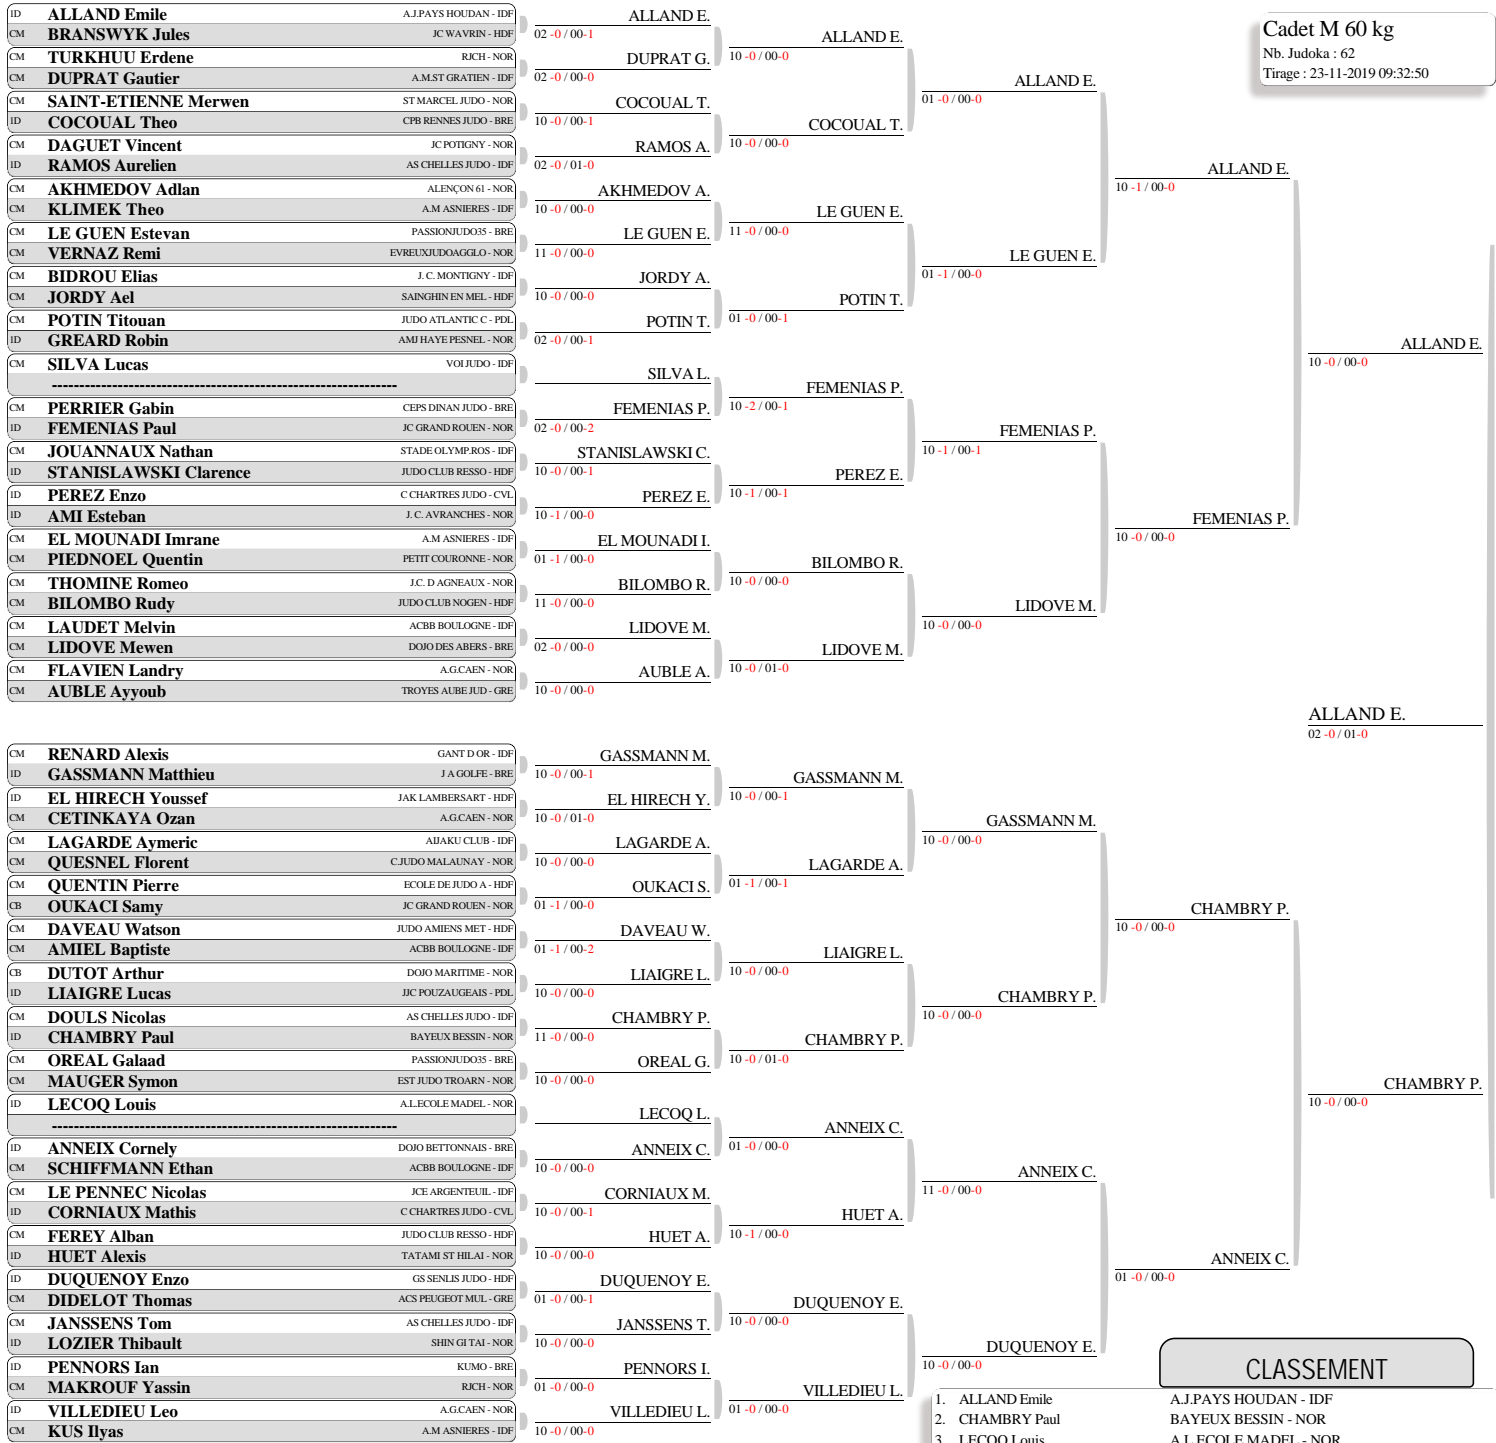 Cadet M 60 kg
Nb. Judoka : 62
Tirage : 23-11-2019 09:32:50
1D ALLAND Emile A.J.PAYS HOUDAN - IDF
CM BRANSWYK Jules JC WAVRIN - HDF
CM TURKHUU Erdene RJCH - NOR
CM DUPRAT Gautier A.M.ST GRATIEN - IDF
CM SAINT-ETIENNE Merwen ST MARCEL JUDO - NOR
1D COCOUAL Theo CPB RENNES JUDO - BRE
CM DAGUET Vincent JC POTIGNY - NOR
1D RAMOS Aurelien AS CHELLES JUDO - IDF
CM AKHMEDOV Adlan ALENÇON 61 - NOR
CM KLIMEK Theo A.M ASNIERES - IDF
CM LE GUEN Estevan PASSIONJUDO35 - BRE
CM VERNAZ Remi EVREUXJUDOAGGLO - NOR
CM BIDROU Elias J. C. MONTIGNY - IDF
CM JORDY Ael SAINGHIN EN MEL - HDF
CM POTIN Titouan JUDO ATLANTIC C - PDL
1D GREARD Robin AMJ HAYE PESNEL - NOR
CM SILVA Lucas VOI JUDO - IDF
----------------------------------------------------------------
CM PERRIER Gabin CEPS DINAN JUDO - BRE
1D FEMENIAS Paul JC GRAND ROUEN - NOR
CM JOUANNAUX Nathan STADE OLYMP.ROS - IDF
1D STANISLAWSKI Clarence JUDO CLUB RESSO - HDF
1D PEREZ Enzo C CHARTRES JUDO - CVL
1D AMI Esteban J. C. AVRANCHES - NOR
CM EL MOUNADI Imrane A.M ASNIERES - IDF
CM PIEDNOEL Quentin PETIT COURONNE - NOR
CM THOMINE Romeo J.C. D AGNEAUX - NOR
CM BILOMBO Rudy JUDO CLUB NOGEN - HDF
CM LAUDET Melvin ACBB BOULOGNE - IDF
CM LIDOVE Mewen DOJO DES ABERS - BRE
CM FLAVIEN Landry A.G.CAEN - NOR
CM AUBLE Ayyoub TROYES AUBE JUD - GRE
CM RENARD Alexis GANT D OR - IDF
1D GASSMANN Matthieu J A GOLFE - BRE
1D EL HIRECH Youssef JAK LAMBERSART - HDF
CM CETINKAYA Ozan A.G.CAEN - NOR
CM LAGARDE Aymeric AIJAKU CLUB - IDF
CM QUESNEL Florent C.JUDO MALAUNAY - NOR
CM QUENTIN Pierre ECOLE DE JUDO A - HDF
CB OUKACI Samy JC GRAND ROUEN - NOR
CM DAVEAU Watson JUDO AMIENS MET - HDF
CM AMIEL Baptiste ACBB BOULOGNE - IDF
CB DUTOT Arthur DOJO MARITIME - NOR
1D LIAIGRE Lucas JJC POUZAUGEAIS - PDL
CM DOULS Nicolas AS CHELLES JUDO - IDF
1D CHAMBRY Paul BAYEUX BESSIN - NOR
CM OREAL Galaad PASSIONJUDO35 - BRE
CM MAUGER Symon EST JUDO TROARN - NOR
1D LECOQ Louis A.L.ECOLE MADEL - NOR
----------------------------------------------------------------
1D ANNEIX Cornely DOJO BETTONNAIS - BRE
CM SCHIFFMANN Ethan ACBB BOULOGNE - IDF
CM LE PENNEC Nicolas JCE ARGENTEUIL - IDF
1D CORNIAUX Mathis C CHARTRES JUDO - CVL
CM FEREY Alban JUDO CLUB RESSO - HDF
1D HUET Alexis TATAMI ST HILAI - NOR
1D DUQUENOY Enzo GS SENLIS JUDO - HDF
CM DIDELOT Thomas ACS PEUGEOT MUL - GRE
CM JANSSENS Tom AS CHELLES JUDO - IDF
1D LOZIER Thibault SHIN GI TAI - NOR
1D PENNORS Ian KUMO - BRE
CM MAKROUF Yassin RJCH - NOR
1D VILLEDIEU Leo A.G.CAEN - NOR
CM KUS Ilyas A.M ASNIERES - IDF
ALLAND E.
02 -0 / 00-1
DUPRAT G.
02 -0 / 00-0
COCOUAL T.
10 -0 / 00-1
RAMOS A.
02 -0 / 01-0
AKHMEDOV A.
10 -0 / 00-0
LE GUEN E.
11 -0 / 00-0
JORDY A.
10 -0 / 00-0
POTIN T.
02 -0 / 00-1
SILVA L.
FEMENIAS P.
02 -0 / 00-2
STANISLAWSKI C.
10 -0 / 00-1
PEREZ E.
10 -1 / 00-0
EL MOUNADI I.
01 -1 / 00-0
BILOMBO R.
11 -0 / 00-0
LIDOVE M.
02 -0 / 00-0
AUBLE A.
10 -0 / 00-0
GASSMANN M.
10 -0 / 00-1
EL HIRECH Y.
10 -0 / 01-0
LAGARDE A.
10 -0 / 00-0
OUKACI S.
01 -1 / 00-0
DAVEAU W.
01 -1 / 00-2
LIAIGRE L.
10 -0 / 00-0
CHAMBRY P.
11 -0 / 00-0
OREAL G.
10 -0 / 00-0
LECOQ L.
ANNEIX C.
10 -0 / 00-0
CORNIAUX M.
10 -0 / 00-1
HUET A.
10 -0 / 00-0
DUQUENOY E.
01 -0 / 00-1
JANSSENS T.
10 -0 / 00-0
PENNORS I.
01 -0 / 00-0
VILLEDIEU L.
10 -0 / 00-0
ALLAND E.
10 -0 / 00-0
COCOUAL T.
10 -0 / 00-0
LE GUEN E.
11 -0 / 00-0
POTIN T.
01 -0 / 00-1
FEMENIAS P.
10 -2 / 00-1
PEREZ E.
10 -1 / 00-1
BILOMBO R.
10 -0 / 00-0
LIDOVE M.
10 -0 / 01-0
GASSMANN M.
10 -0 / 00-1
LAGARDE A.
01 -1 / 00-1
LIAIGRE L.
10 -0 / 00-0
CHAMBRY P.
10 -0 / 01-0
ANNEIX C.
01 -0 / 00-0
HUET A.
10 -1 / 00-0
DUQUENOY E.
10 -0 / 00-0
VILLEDIEU L.
01 -0 / 00-0
ALLAND E.
01 -0 / 00-0
LE GUEN E.
01 -1 / 00-0
FEMENIAS P.
10 -1 / 00-1
LIDOVE M.
10 -0 / 00-0
GASSMANN M.
10 -0 / 00-0
CHAMBRY P.
10 -0 / 00-0
ANNEIX C.
11 -0 / 00-0
DUQUENOY E.
10 -0 / 00-0
ALLAND E.
10 -1 / 00-0
FEMENIAS P.
10 -0 / 00-0
CHAMBRY P.
10 -0 / 00-0
ANNEIX C.
01 -0 / 00-0
ALLAND E.
10 -0 / 00-0
CHAMBRY P.
10 -0 / 00-0
ALLAND E.
02 -0 / 01-0
CLASSEMENT
1. ALLAND Emile A.J.PAYS HOUDAN - IDF
2. CHAMBRY Paul BAYEUX BESSIN - NOR
3. LECOQ Louis A.L.ECOLE MADEL - NOR